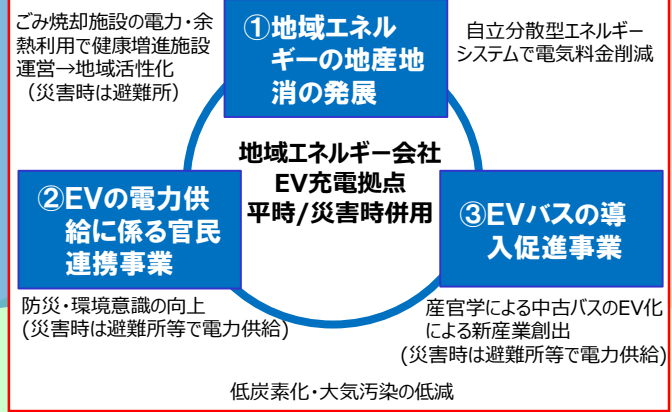 ごみ焼却施設の電力・余
熱利用で健康増進施設
運営→地域活性化
（災害時は避難所）
①地域エネル
ギーの地産地
消の発展
自立分散型エネルギー
システムで電気料金削減
地域エネルギー会社
EV充電拠点
平時/災害時併用
②EVの電力供
給に係る官民
連携事業
③EVバスの導
入促進事業
防災・環境意識の向上
(災害時は避難所等で電力供給)
産官学による中古バスのEV化
による新産業創出
(災害時は避難所等で電力供給)
低炭素化・大気汚染の低減